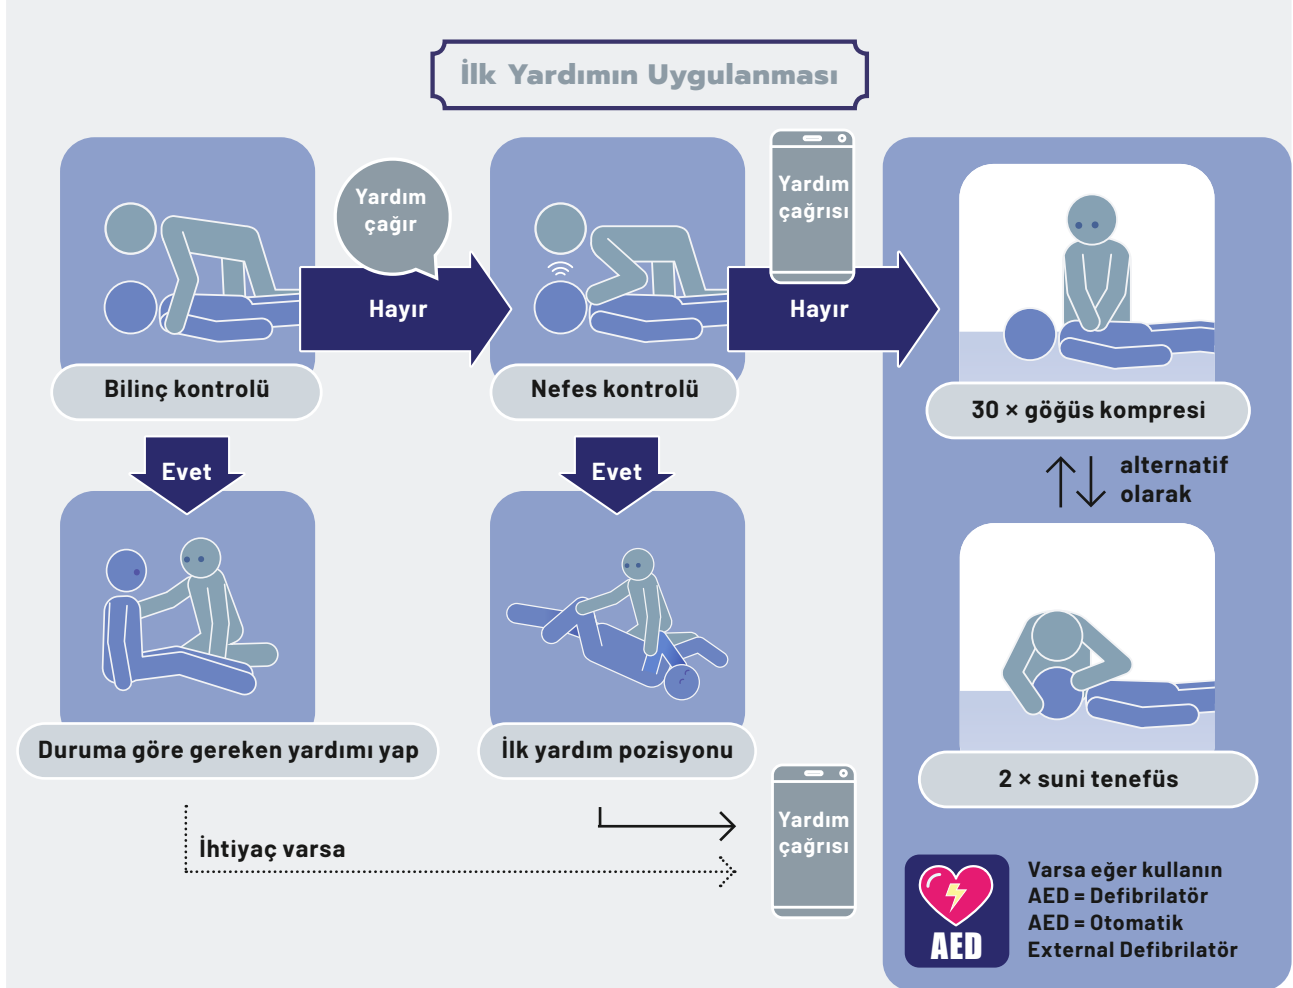 İlk Yardımın Uygulanması
Bilinç kontrolü
Yardım
çağır
Hayır
Nefes kontrolü
Yardım
çağrısı
Hayır
30 × göğüs kompresi
Evet
Evet
alternatif
olarak
Duruma göre gereken yardımı yap
İlk yardım pozisyonu
2 × suni tenefüs
İhtiyaç varsa
Yardım
çağrısı
AED
Varsa eğer kullanın
AED = Defibrilatör
AED = Otomatik
External Defibrilatör